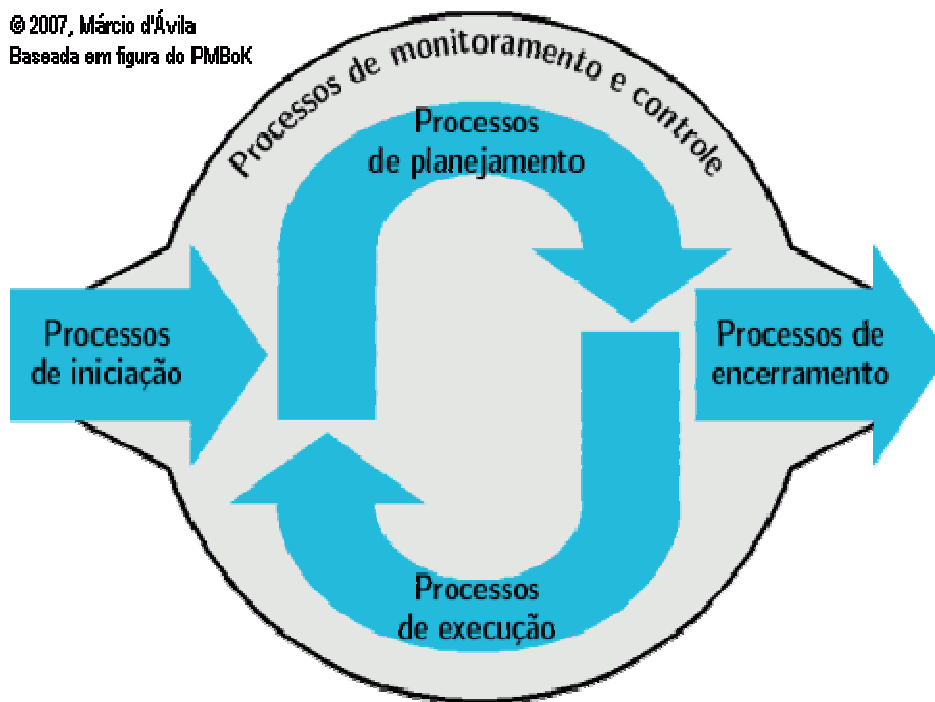 © 2007, Márcio d'Ávila
Baseada em figura do PMBoK
Processos de monitoramento e controle
Processos
de planejamento
Processos
de iniciação
Processos de
encerramento
Processos
de execução